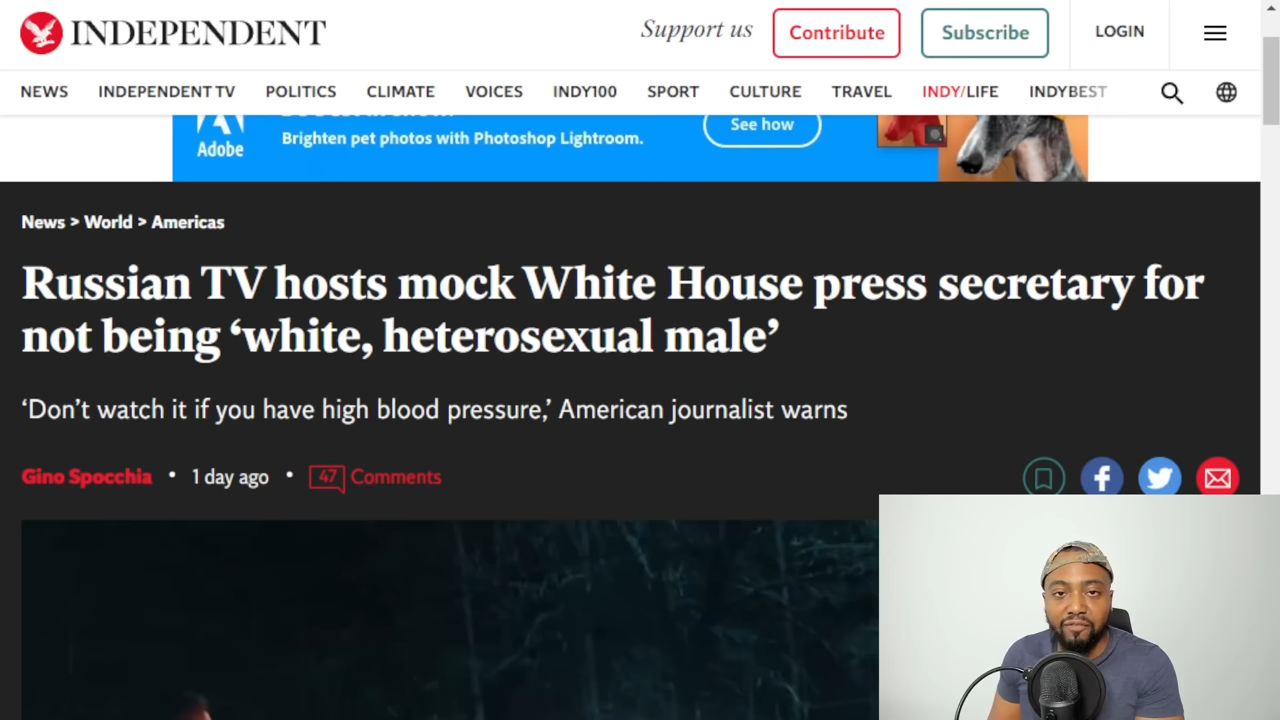 INDEPENDENT
Support us
Contribute
Subscribe
LOGIN
NEWS INDEPENDENT TV POLITICS CLIMATE VOICES INDY100 SPORT CULTURE TRAVEL INDY/LIFE INDYBEST
Adobe
Brighten pet photos with Photoshop Lightroom.
See how
News > World > Americas
Russian TV hosts mock White House press secretary for
not being ‘white, heterosexual male’
‘Don’t watch it if you have high blood pressure,’ American journalist warns
Gino Spocchia • 1 day ago • 47 Comments